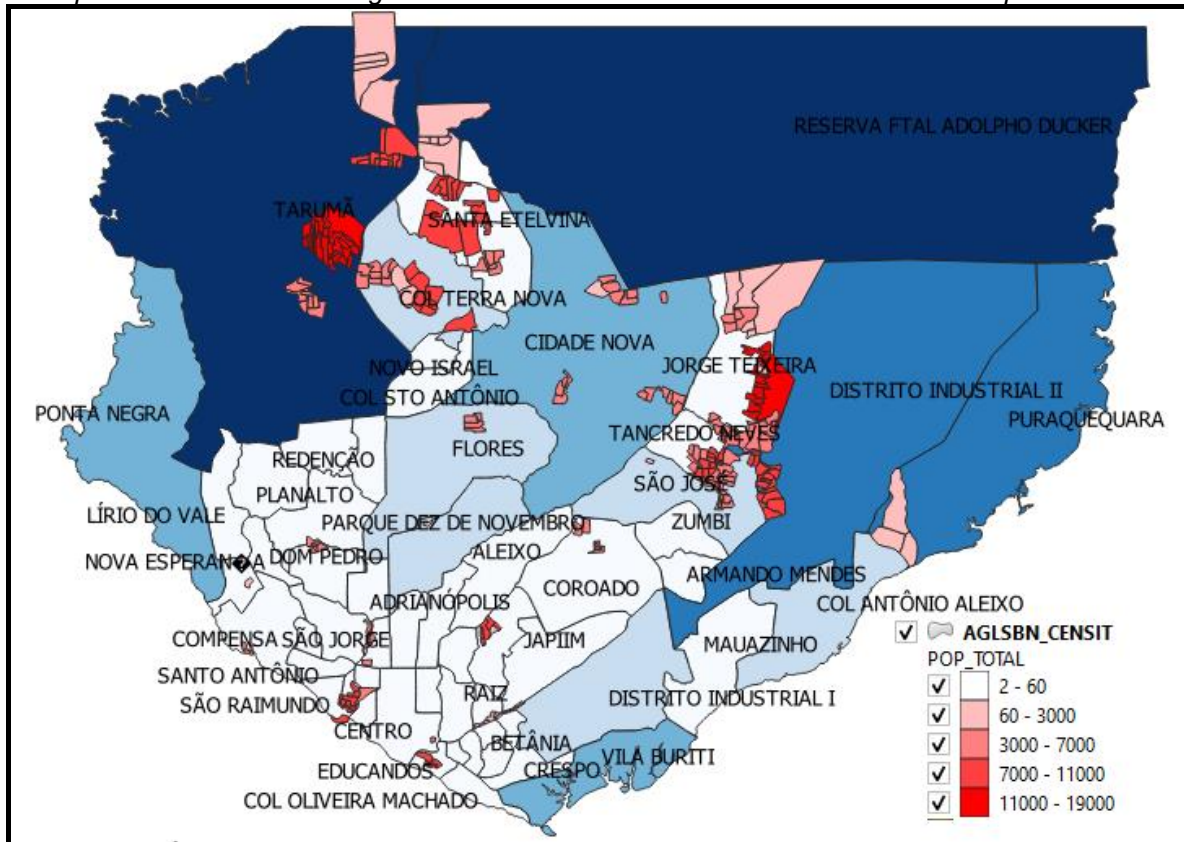 RESERVA FTAL ADOLPHO DUCKER
TARUMÃ
SANTA ETELVINA
COL TERRA NOVA
CIDADE NOVA
NOVO ISRAEL
JORGE TEIXEIRA
COL STO ANTÔNIO
DISTRITO INDUSTRIAL II
PONTA NEGRA
PURAQUEQUARA
FLORES
TANCREDO NEVES
REDENÇÃO
SÃO JOSÉ
PLANALTO
LÍRIO DO VALE
PARQUE DEZ DE NOVEMBRO
ZUMBI
NOVA ESPERAN�A
DOM PEDRO
ALEIXO
COROADO
ARMANDO MENDES
ADRIANÓPOLIS
COL ANTÔNIO ALEIXO
COMPENSA
SÃO JORGE
JAPIIM
MAUAZINHO
SANTO ANTÔNIO
SÃO RAIMUNDO
RAIZ
DISTRITO INDUSTRIAL I
CENTRO
BETÂNIA
VILA BURITI
EDUCANDOS
CRESPO
COL OLIVEIRA MACHADO
AGLSBN_CENSIT
POP_TOTAL
2 - 60
60 - 3000
3000 - 7000
7000 - 11000
11000 - 19000